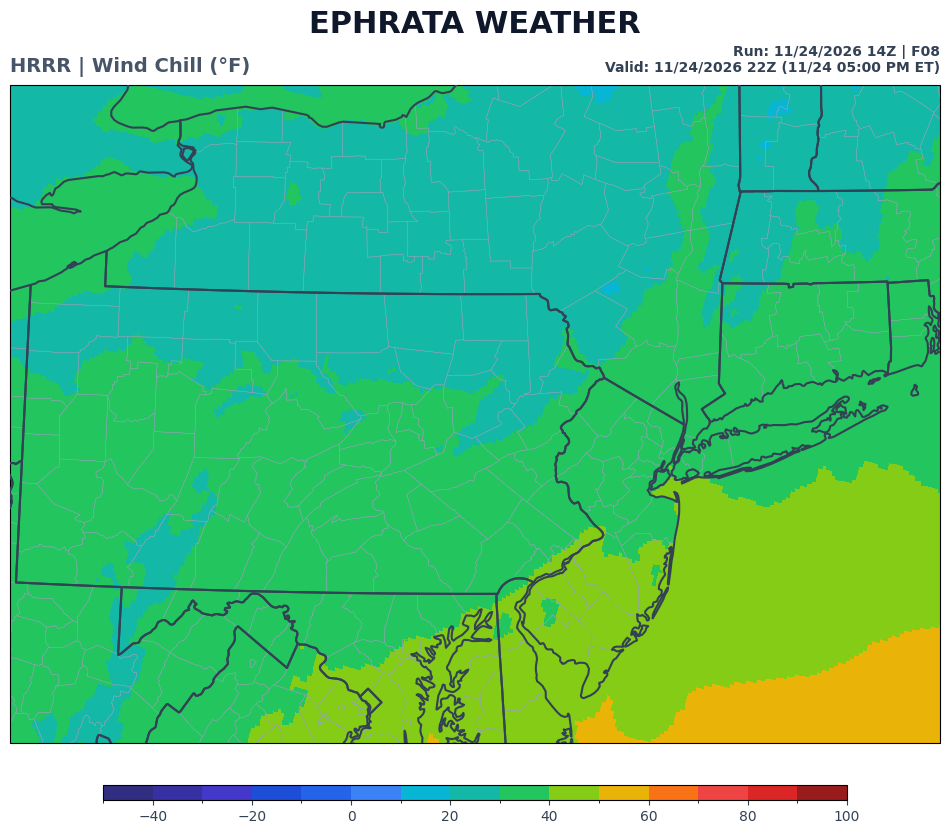 EPHRATA WEATHER
HRRR | Wind Chill (°F)
Run: 11/24/2026 14Z | F08
Valid: 11/24/2026 22Z (11/24 05:00 PM ET)
−40 −20 0 20 40 60 80 100